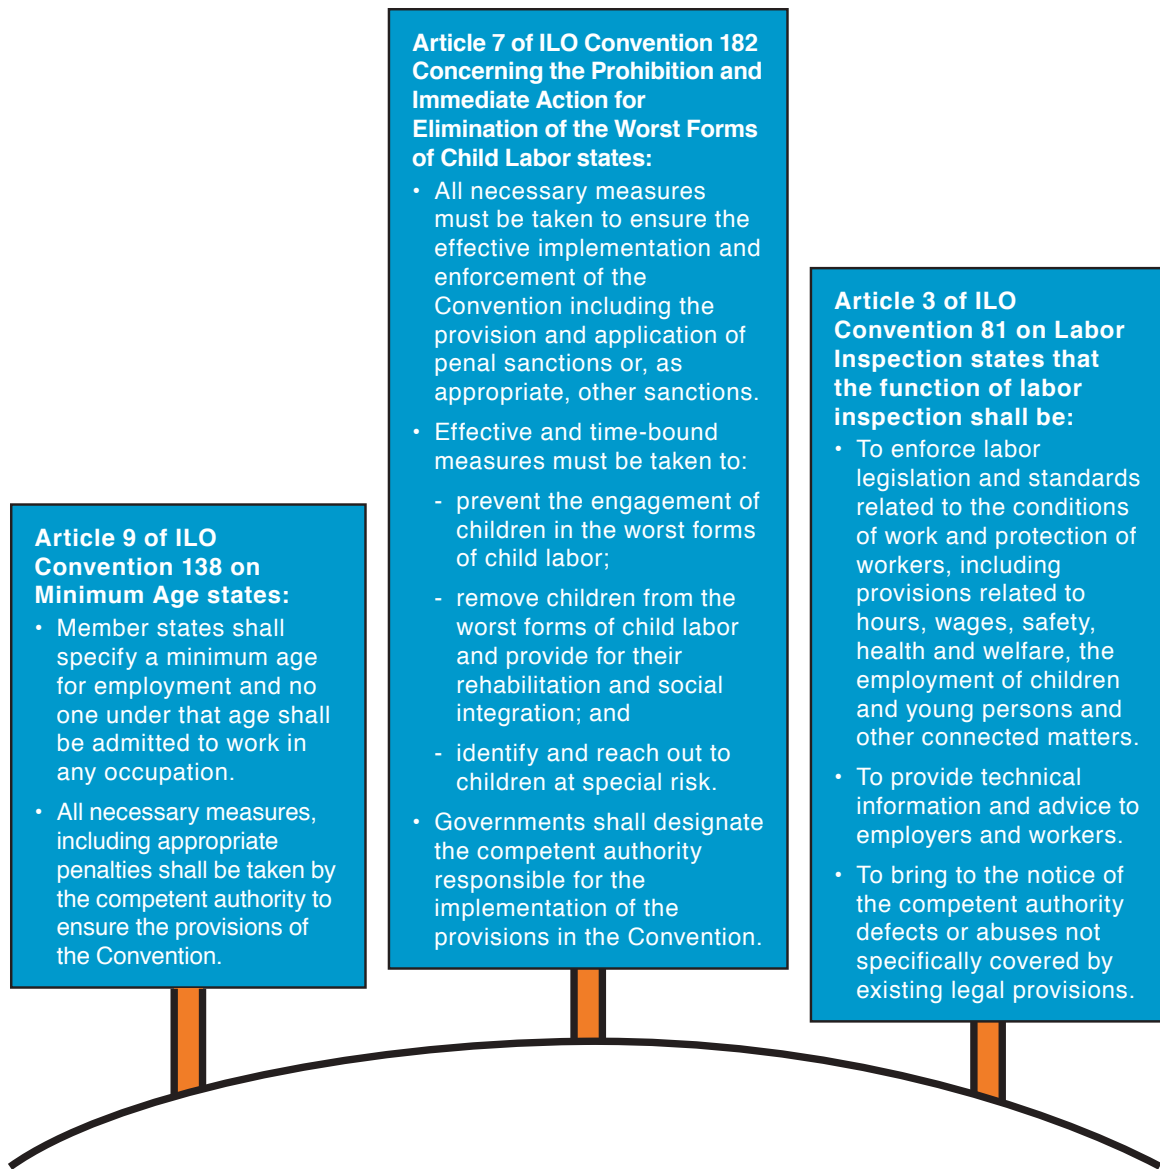 Article 7 of ILO Convention 182
Concerning the Prohibition and
Immediate Action for
Elimination of the Worst Forms
of Child Labor states:
• All necessary measures
must be taken to ensure the
effective implementation and
enforcement of the
Convention including the
provision and application of
penal sanctions or, as
appropriate, other sanctions.
• Effective and time-bound
measures must be taken to:
- prevent the engagement of
children in the worst forms
of child labor;
- remove children from the
worst forms of child labor
and provide for their
rehabilitation and social
integration; and
- identify and reach out to
children at special risk.
• Governments shall designate
the competent authority
responsible for the
implementation of the
provisions in the Convention.
Article 9 of ILO
Convention 138 on
Minimum Age states:
• Member states shall
specify a minimum age
for employment and no
one under that age shall
be admitted to work in
any occupation.
• All necessary measures,
including appropriate
penalties shall be taken by
the competent authority to
ensure the provisions of
the Convention.
Article 3 of ILO
Convention 81 on Labor
Inspection states that
the function of labor
inspection shall be:
• To enforce labor
legislation and standards
related to the conditions
of work and protection of
workers, including
provisions related to
hours, wages, safety,
health and welfare, the
employment of children
and young persons and
other connected matters.
• To provide technical
information and advice to
employers and workers.
• To bring to the notice of
the competent authority
defects or abuses not
specifically covered by
existing legal provisions.